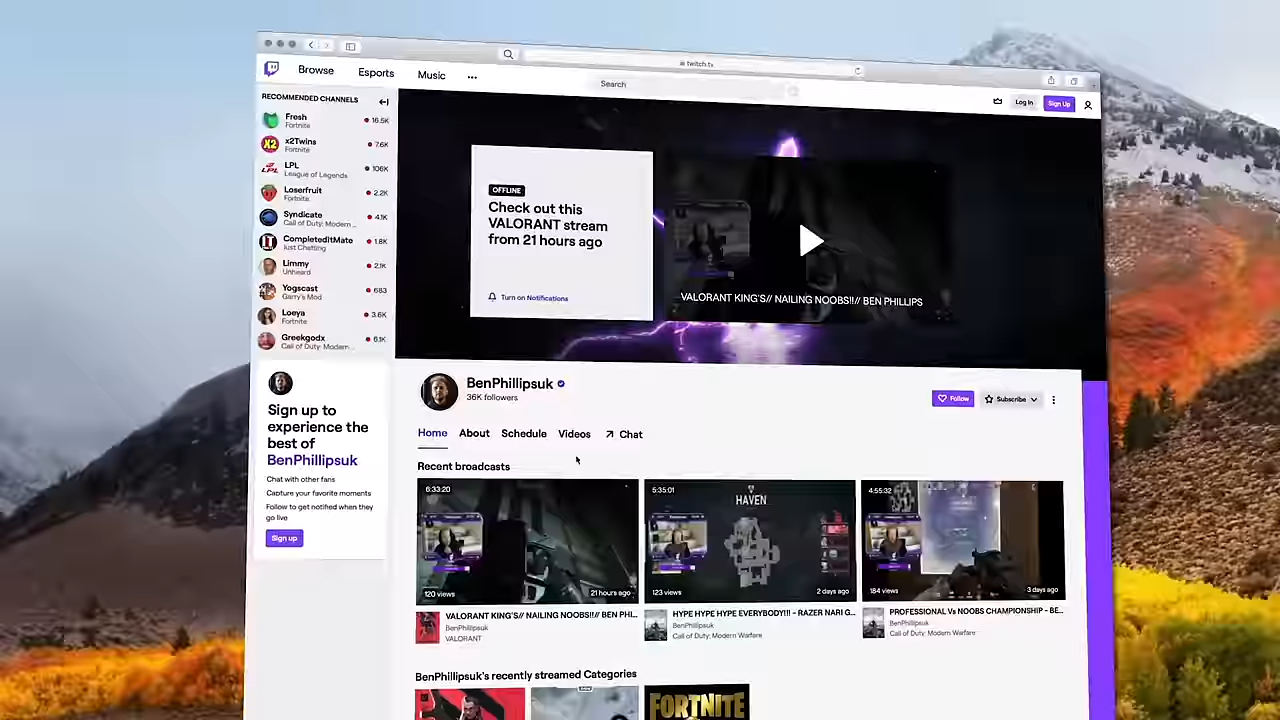 twitch.tv
Browse
Esports
Music
Search
Log In
Sign Up
RECOMMENDED CHANNELS
Fresh
Fortnite
16.5K
x2Twins
Fortnite
7.6K
LPL
League of Legends
106K
Loserfruit
Fortnite
2.2K
Syndicate
Call of Duty: Modern ...
4.1K
CompletedItMate
Just Chatting
1.8K
Limmy
Unheard
2.1K
Yogscast
Garry's Mod
683
Loeya
Fortnite
3.6K
Greekgodx
Call of Duty: Modern...
6.1K
Sign up to
experience the
best of
BenPhillipsuk
Chat with other fans
Capture your favorite moments
Follow to get notified when they
go live
Sign up
OFFLINE
Check out this
VALORANT stream
from 21 hours ago
Turn on Notifications
VALORANT KING'S// NAILING NOOBS!!// BEN PHILLIPS
BenPhillipsuk
36K followers
Follow
Subscribe
Home
About
Schedule
Videos
Chat
Recent broadcasts
6:33:20
120 views
21 hours ago
VALORANT KING'S// NAILING NOOBS!!// BEN PHI...
BenPhillipsuk
VALORANT
5:35:01
HAVEN
123 views
2 days ago
HYPE HYPE HYPE EVERYBODY!!! - RAZER NARI G...
BenPhillipsuk
Call of Duty: Modern Warfare
4:55:32
184 views
3 days ago
PROFESSIONAL Vs NOOBS CHAMPIONSHIP - BE...
BenPhillipsuk
Call of Duty: Modern Warfare
BenPhillipsuk's recently streamed Categories
FORTNITE